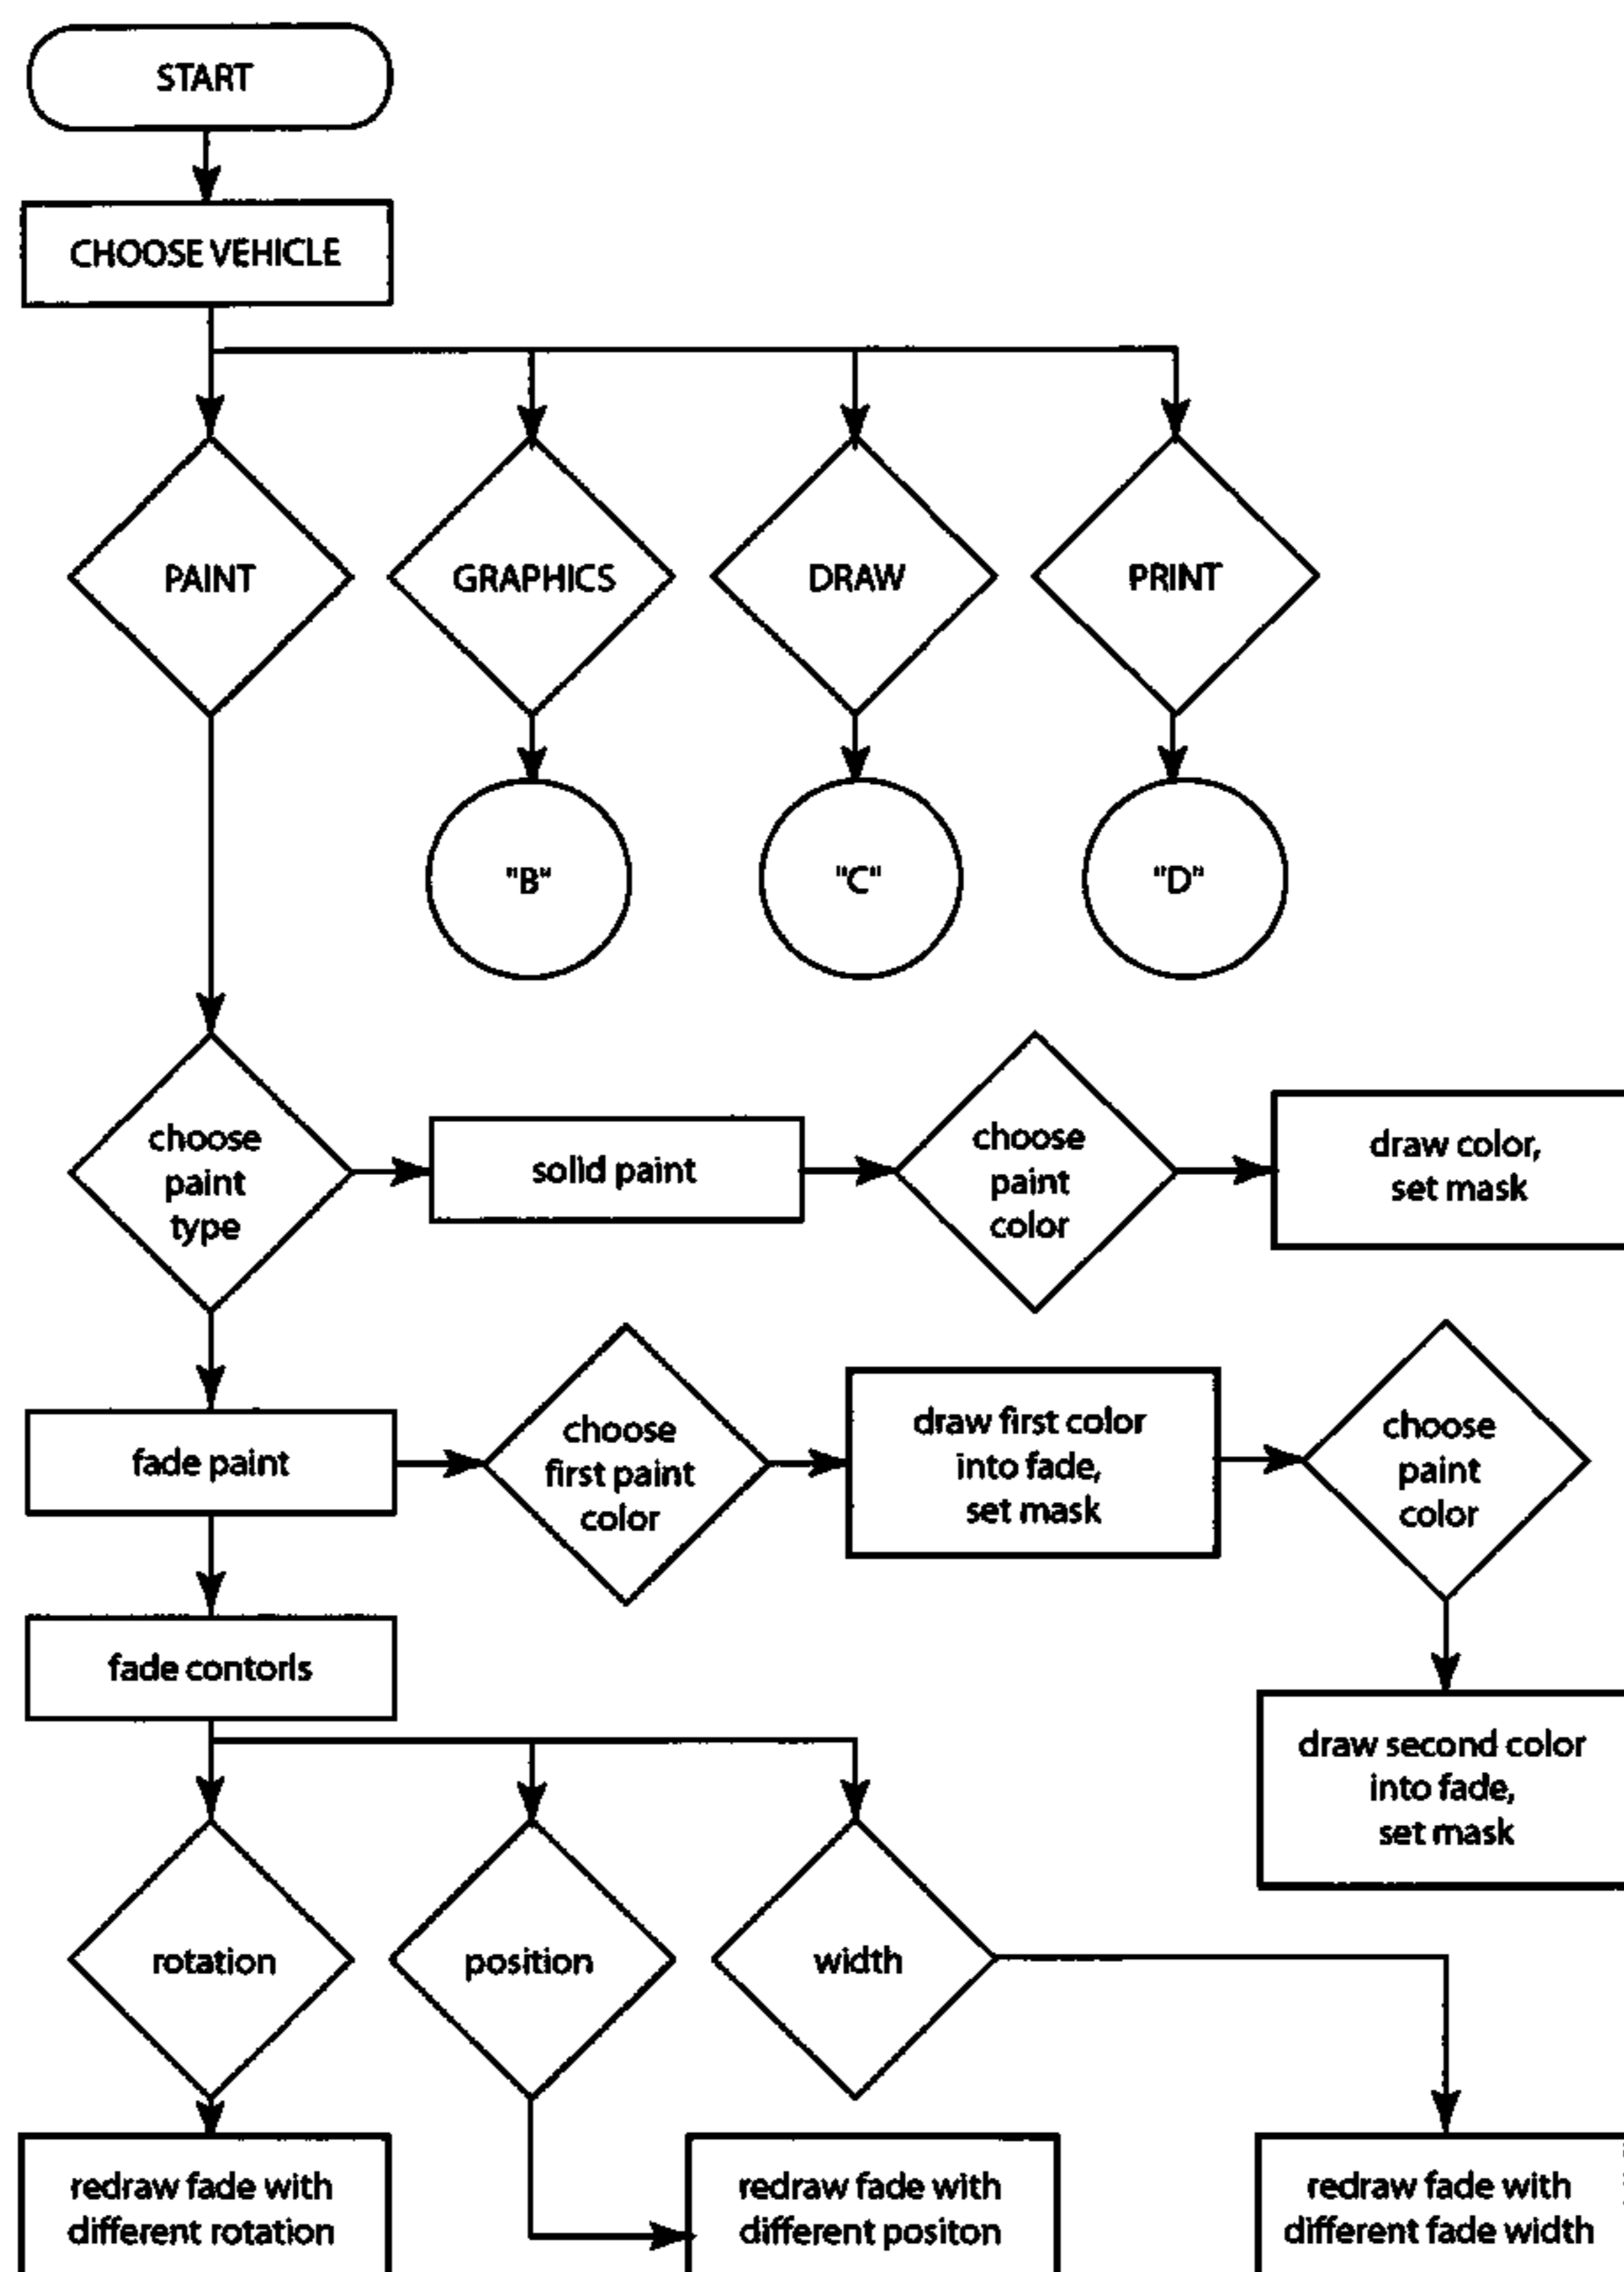 START
CHOOSE VEHICLE
PAINT
GRAPHICS
DRAW
PRINT
"B"
"C"
"D"
choose
paint
type
solid paint
choose
paint
color
draw color,
set mask
fade paint
choose
first paint
color
draw first color
into fade,
set mask
choose
paint
color
fade contorls
draw second color
into fade,
set mask
rotation
position
width
redraw fade with
different rotation
redraw fade with
different positon
redraw fade with
different fade width